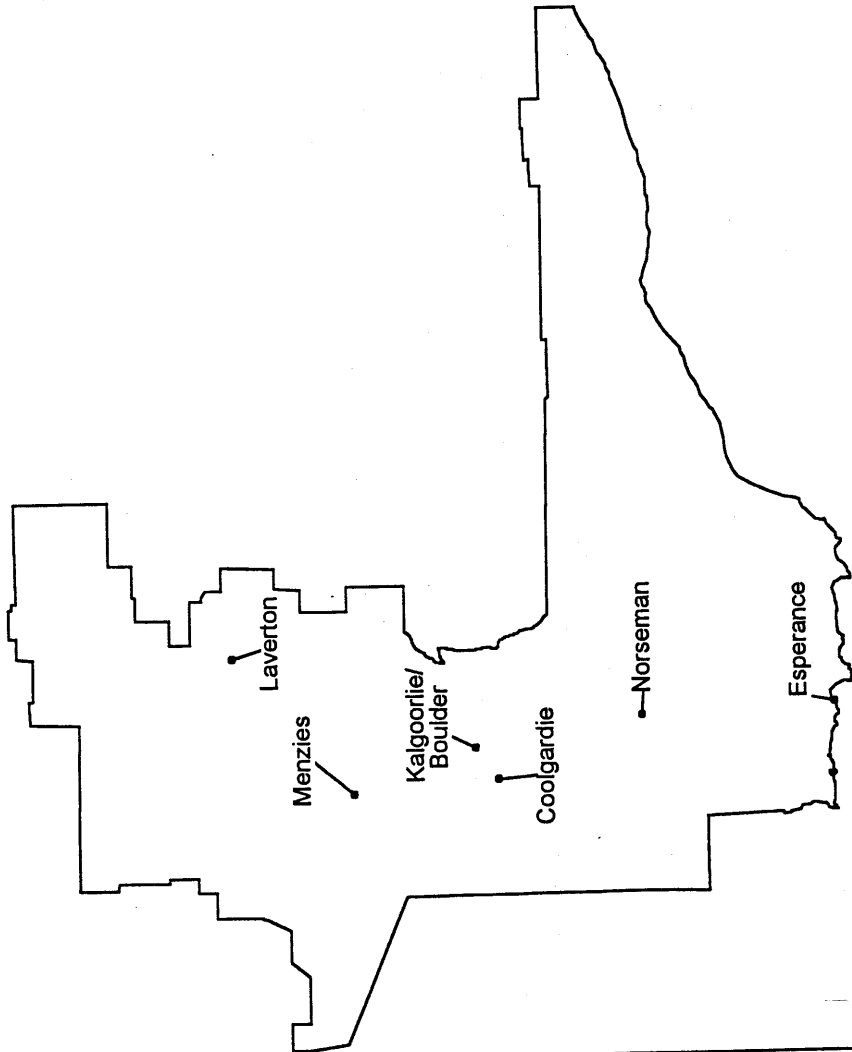 Laverton
Menzies
Kalgoorlie/
Boulder
Coolgardie
Norseman
Esperance